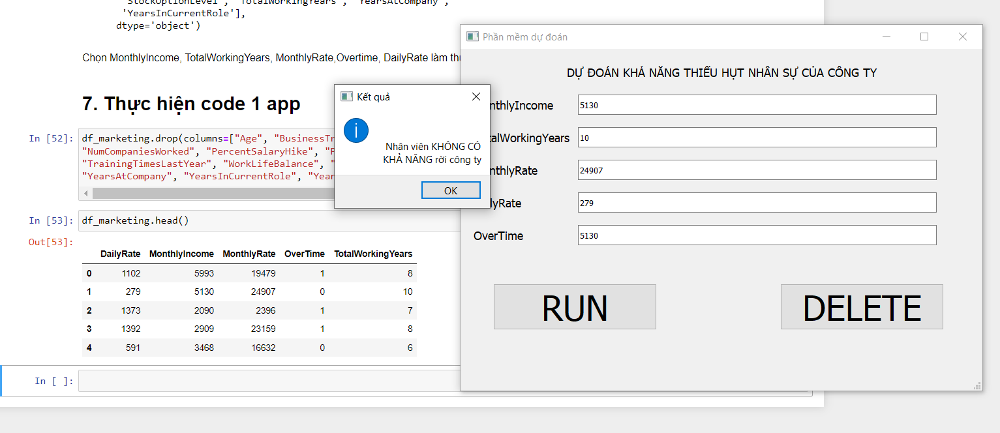 'StockOptionLevel', 'TotalWorkingYears', 'YearsAtCompany',
'YearsInCurrentRole'],
dtype='object')
Chọn MonthlyIncome, TotalWorkingYears, MonthlyRate,Overtime, DailyRate làm
7. Thực hiện code 1 app
In [52]:
df_marketing.drop(columns=["Age", "BusinessTr
"NumCompaniesWorked", "PercentSalaryHike", "P
"TrainingTimesLastYear", "WorkLifeBalance", "
"YearsAtCompany", "YearsInCurrentRole", "Year
In [53]:
df_marketing.head()
Out[53]:
DailyRate MonthlyIncome MonthlyRate OverTime TotalWorkingYears
0 1102 5993 19479 1 8
1 279 5130 24907 0 10
2 1373 2090 2396 1 7
3 1392 2909 23159 1 8
4 591 3468 16632 0 6
In [ ]:
Kết quả
Nhân viên KHÔNG CÓ
KHẢ NĂNG rời công ty
OK
Phần mềm dự đoán
DỰ ĐOÁN KHẢ NĂNG THIẾU HỤT NHÂN SỰ CỦA CÔNG TY
nthlyIncome 5130
alWorkingYears 10
nthlyRate 24907
lyRate 279
OverTime 5130
RUN DELETE